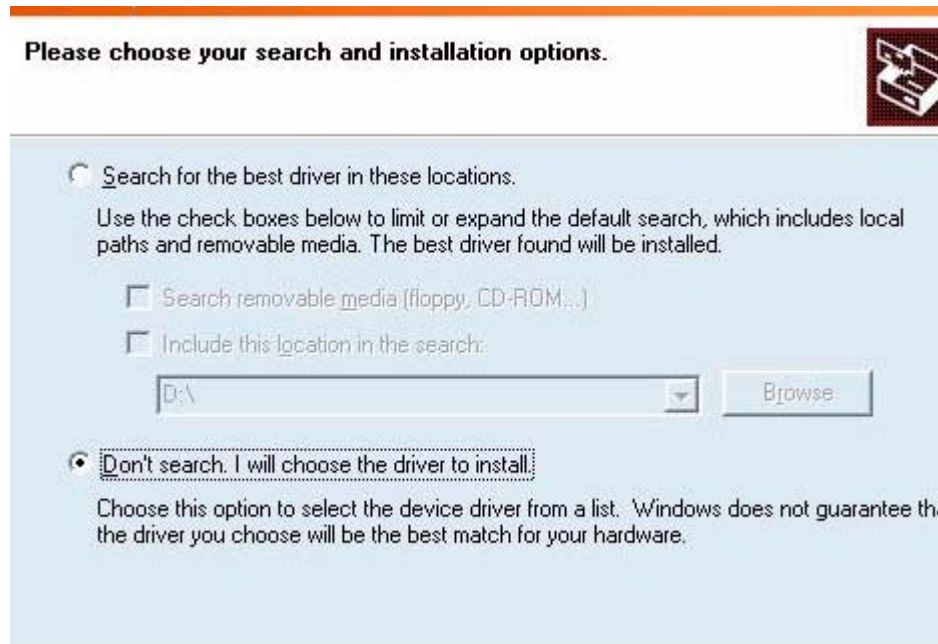 Please choose your search and installation options.
Search for the best driver in these locations.
Use the check boxes below to limit or expand the default search, which includes local
paths and removable media. The best driver found will be installed.
Search removable media (floppy, CD-ROM...)
Include this location in the search:
D:\
Browse
Don't search. I will choose the driver to install.
Choose this option to select the device driver from a list. Windows does not guarantee tha
the driver you choose will be the best match for your hardware.